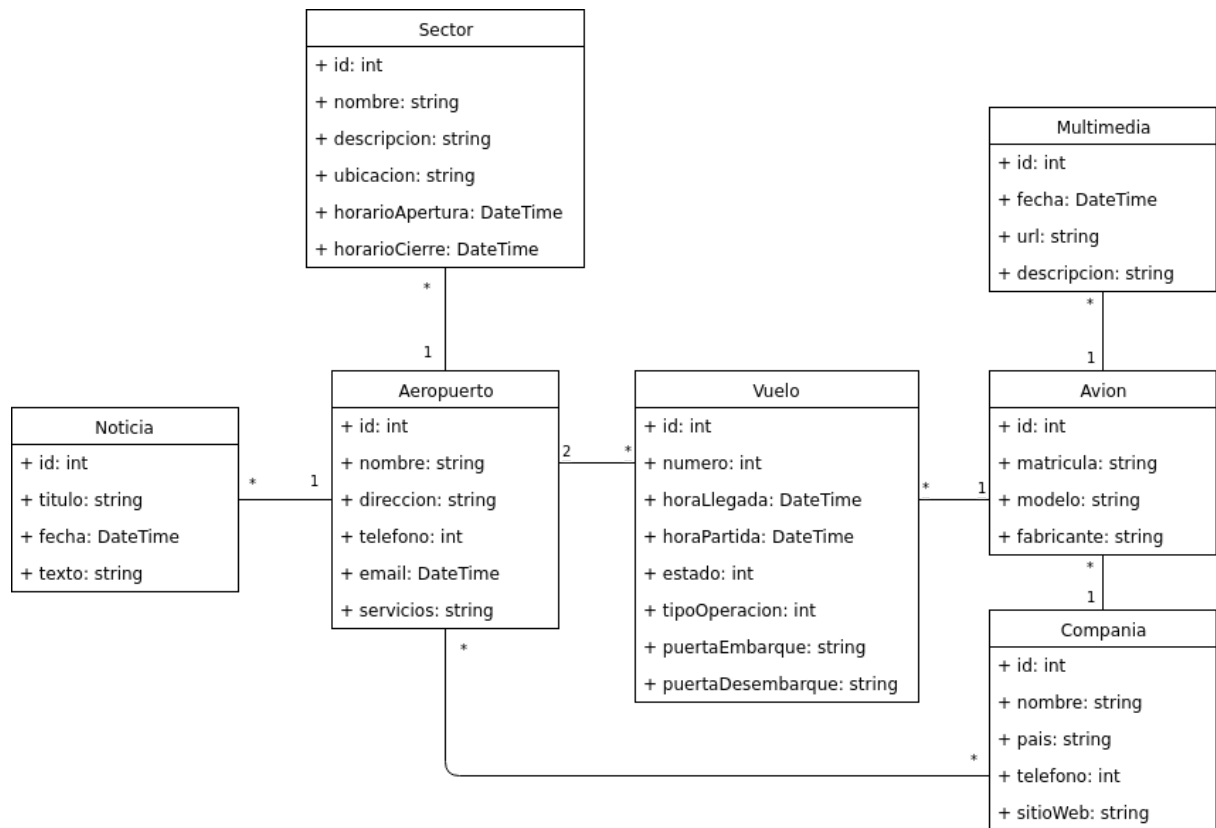 Sector
+ id: int
+ nombre: string
+ descripcion: string
+ ubicacion: string
+ horarioApertura: DateTime
+ horarioCierre: DateTime
*
1
Multimedia
+ id: int
+ fecha: DateTime
+ url: string
+ descripcion: string
*
1
Noticia
+ id: int
+ titulo: string
+ fecha: DateTime
+ texto: string
*
1
Aeropuerto
+ id: int
+ nombre: string
+ direccion: string
+ telefono: int
+ email: DateTime
+ servicios: string
2
*
*
Vuelo
+ id: int
+ numero: int
+ horaLlegada: DateTime
+ horaPartida: DateTime
+ estado: int
+ tipoOperacion: int
+ puertaEmbarque: string
+ puertaDesembarque: string
*
1
Avion
+ id: int
+ matricula: string
+ modelo: string
+ fabricante: string
*
1
Compania
+ id: int
+ nombre: string
+ pais: string
+ telefono: int
+ sitioWeb: string
*